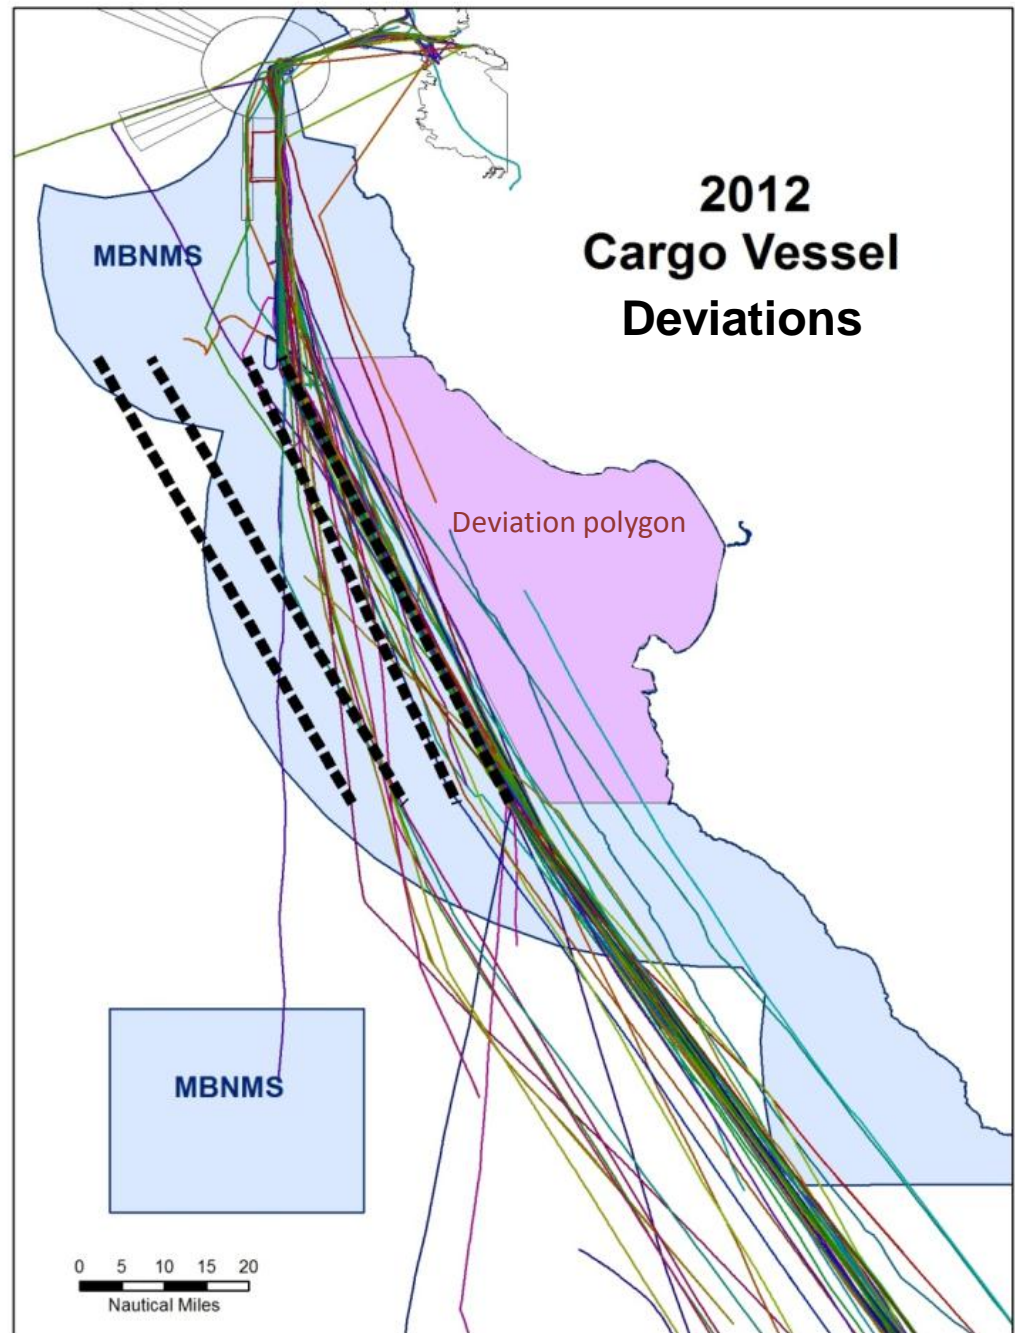 2012
Cargo Vessel
Deviations
MBNMS
Deviation polygon
MBNMS
0 5 10 15 20
Nautical Miles